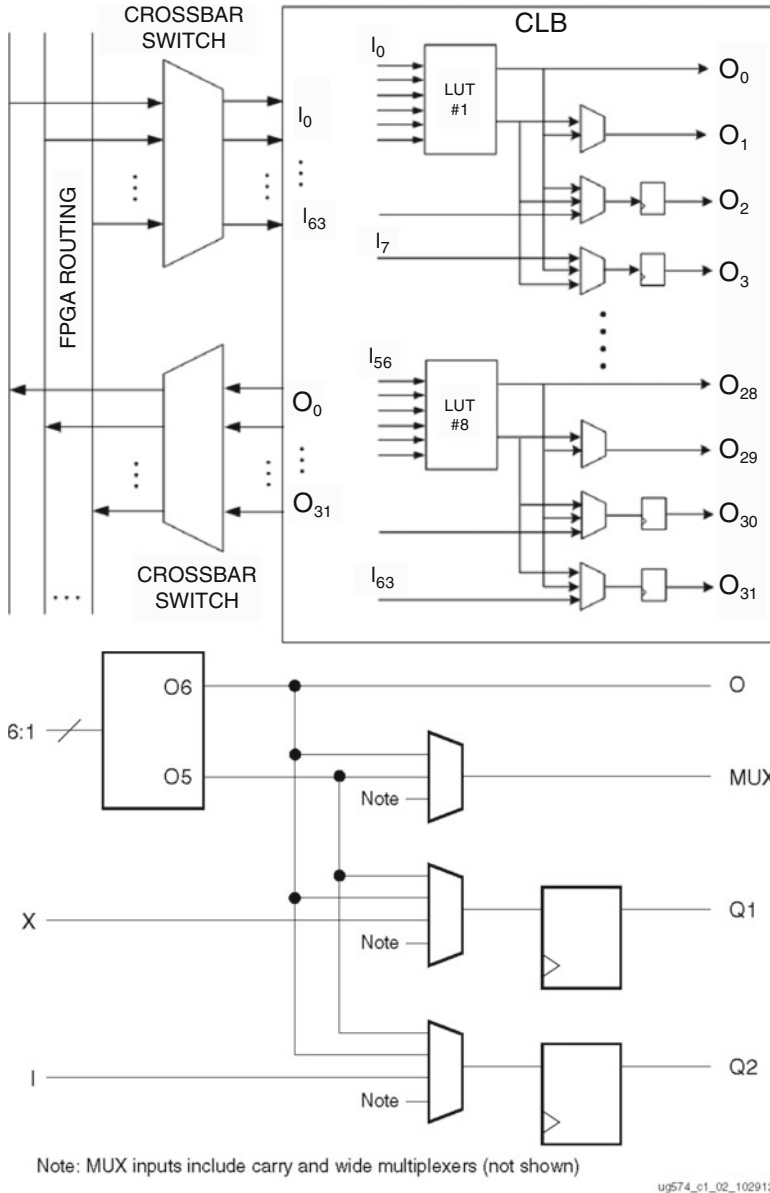 CROSSBAR
SWITCH
CLB
I0
LUT
#1
O0
O1
I0
I63
O2
I7
O3
FPGA ROUTING
I56
LUT
#8
O28
O0
O29
O31
O30
CROSSBAR
SWITCH
I63
O31
O6
O
6:1
O5
Note
MUX
X
Note
Q1
I
Note
Q2
Note: MUX inputs include carry and wide multiplexers (not shown)
ug574_c1_02_102912